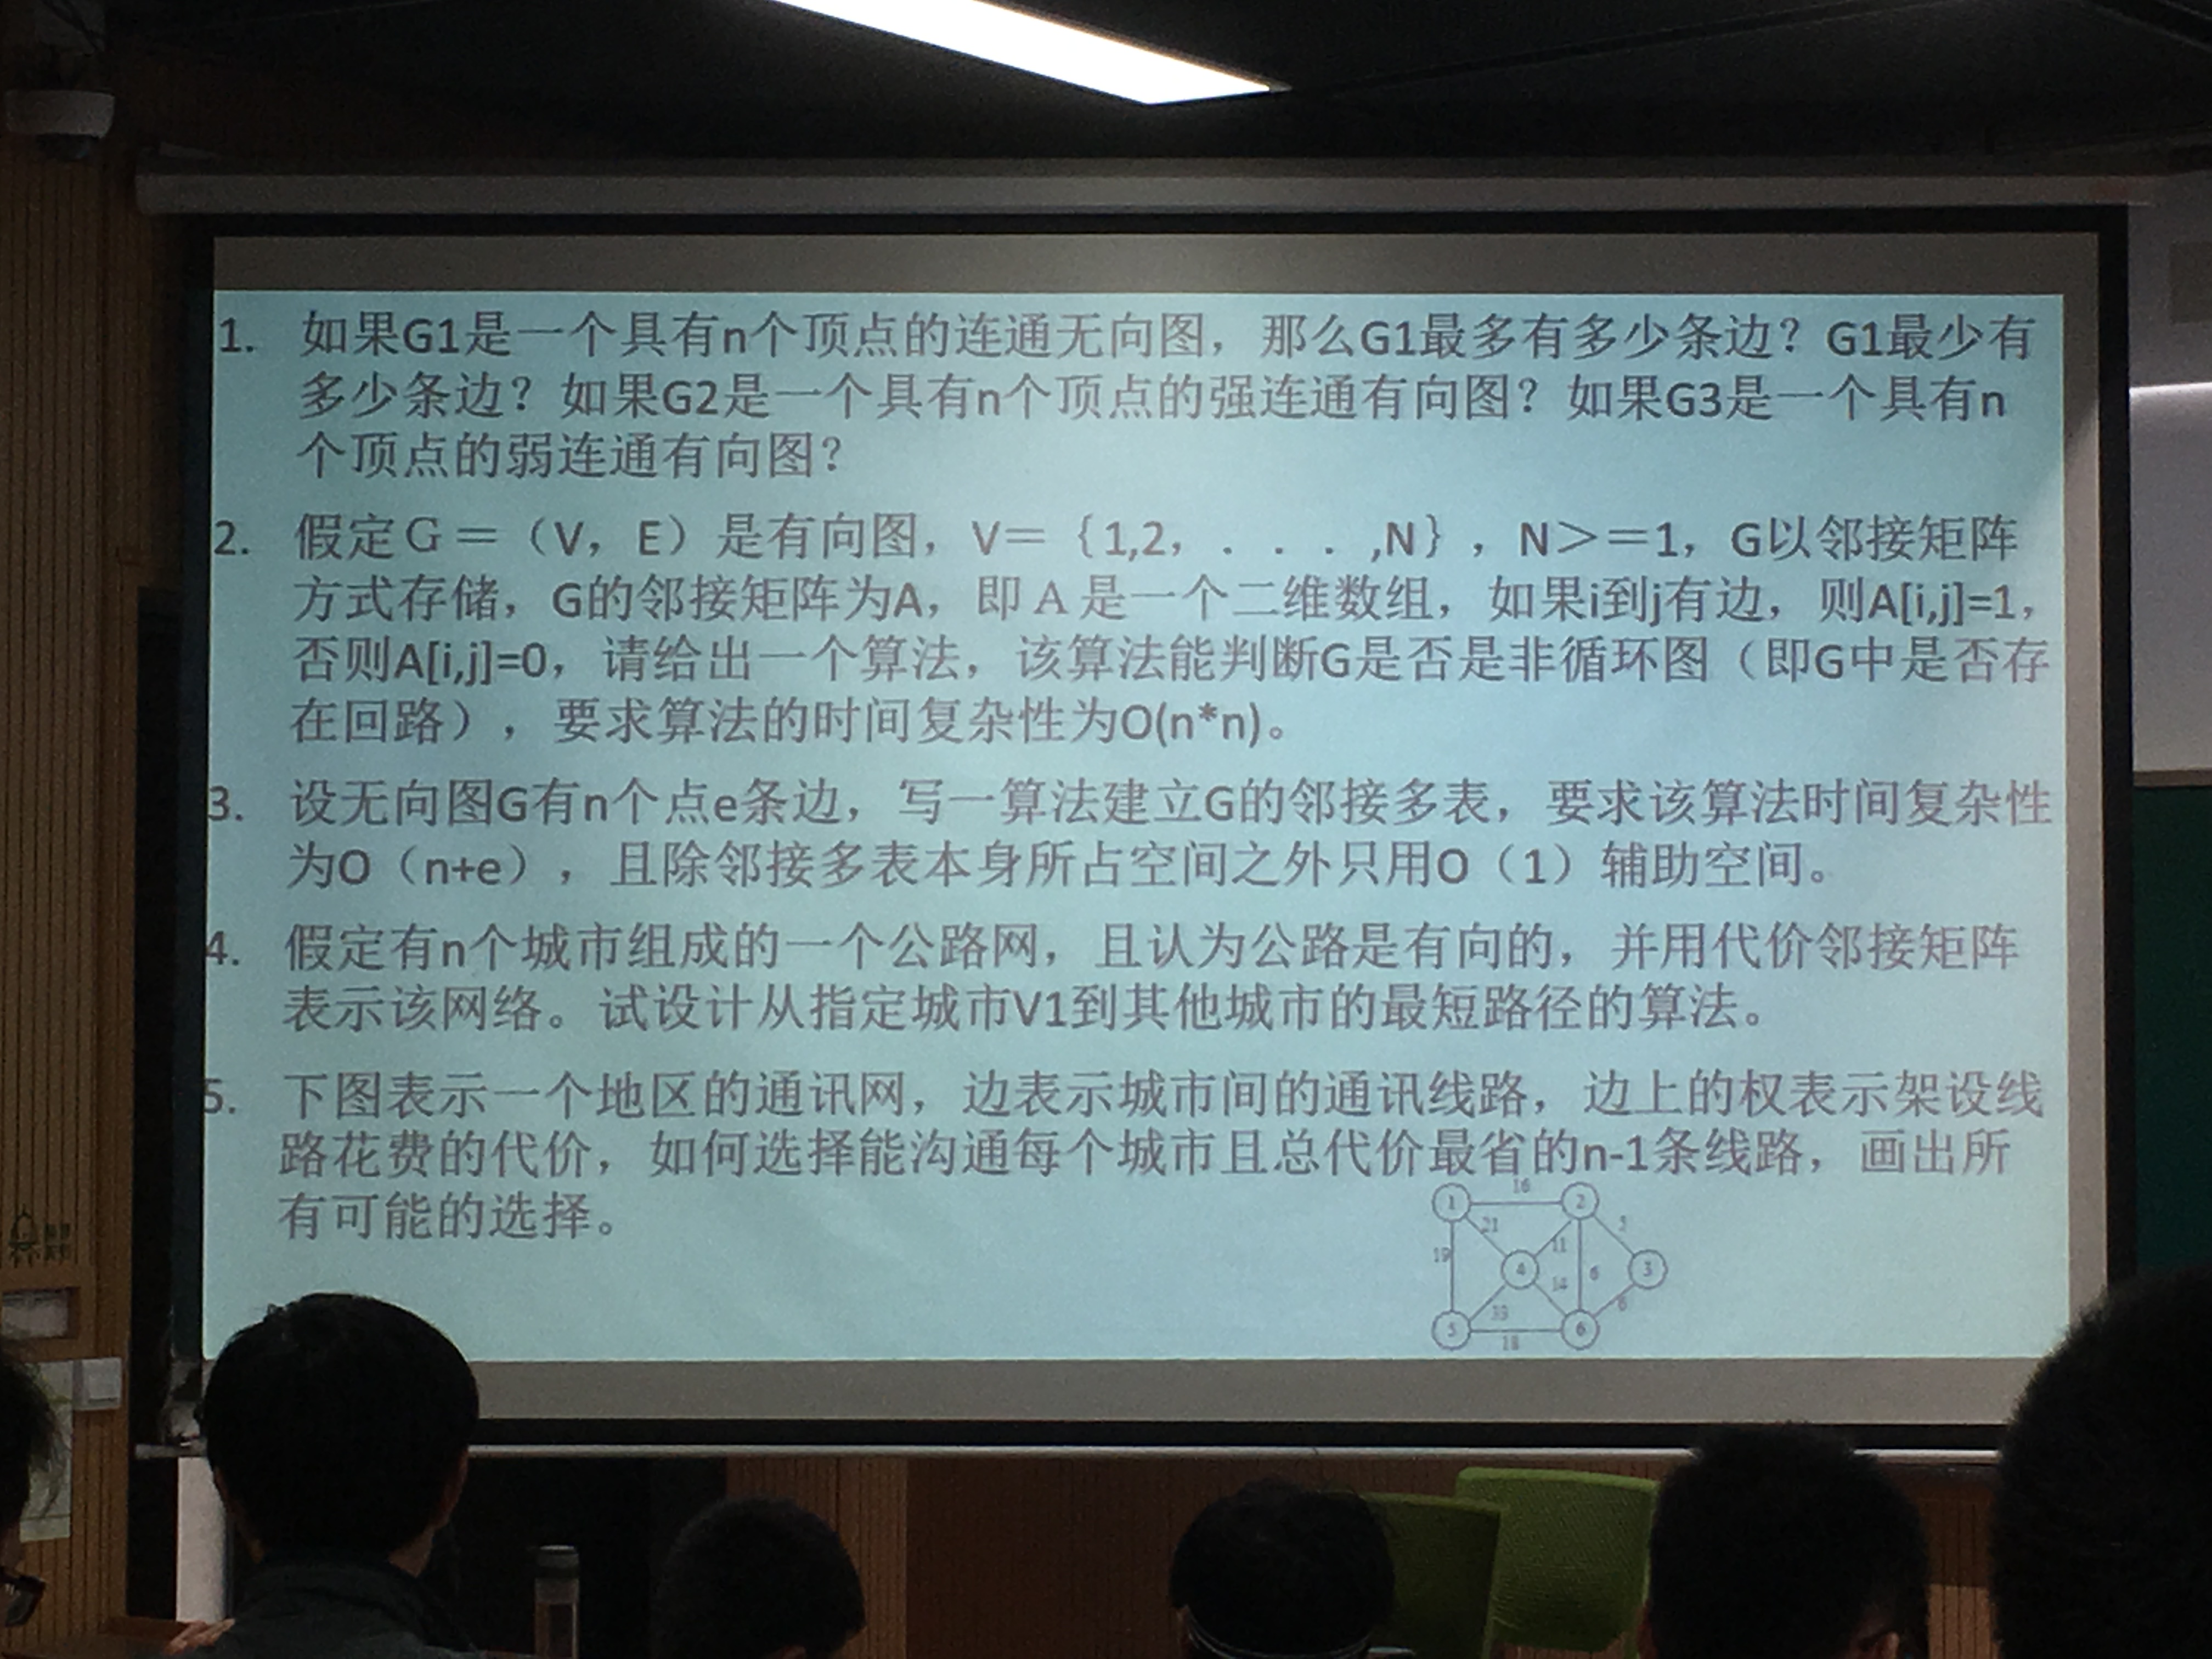 1. 如果G1是一个具有n个顶点的连通无向图，那么G1最多有多少条边？G1最少有
多少条边？如果G2是一个具有n个顶点的强连通有向图？如果G3是一个具有n
个顶点的弱连通有向图？
2. 假定G＝（V，E）是有向图，V＝｛1,2，．．．,N｝，N＞＝1，G以邻接矩阵
方式存储，G的邻接矩阵为A，即A是一个二维数组，如果i到j有边，则A[i,j]=1，
否则A[i,j]=0，请给出一个算法，该算法能判断G是否是非循环图（即G中是否存
在回路），要求算法的时间复杂性为O(n*n)。
3. 设无向图G有n个点e条边，写一算法建立G的邻接多表，要求该算法时间复杂性
为O（n+e），且除邻接多表本身所占空间之外只用O（1）辅助空间。
4. 假定有n个城市组成的一个公路网，且认为公路是有向的，并用代价邻接矩阵
表示该网络。试设计从指定城市V1到其他城市的最短路径的算法。
5. 下图表示一个地区的通讯网，边表示城市间的通讯线路，边上的权表示架设线
路花费的代价，如何选择能沟通每个城市且总代价最省的n-1条线路，画出所
有可能的选择。
16
1 2
21 5
19 11
4 3
14 6
33 6
5 6
18